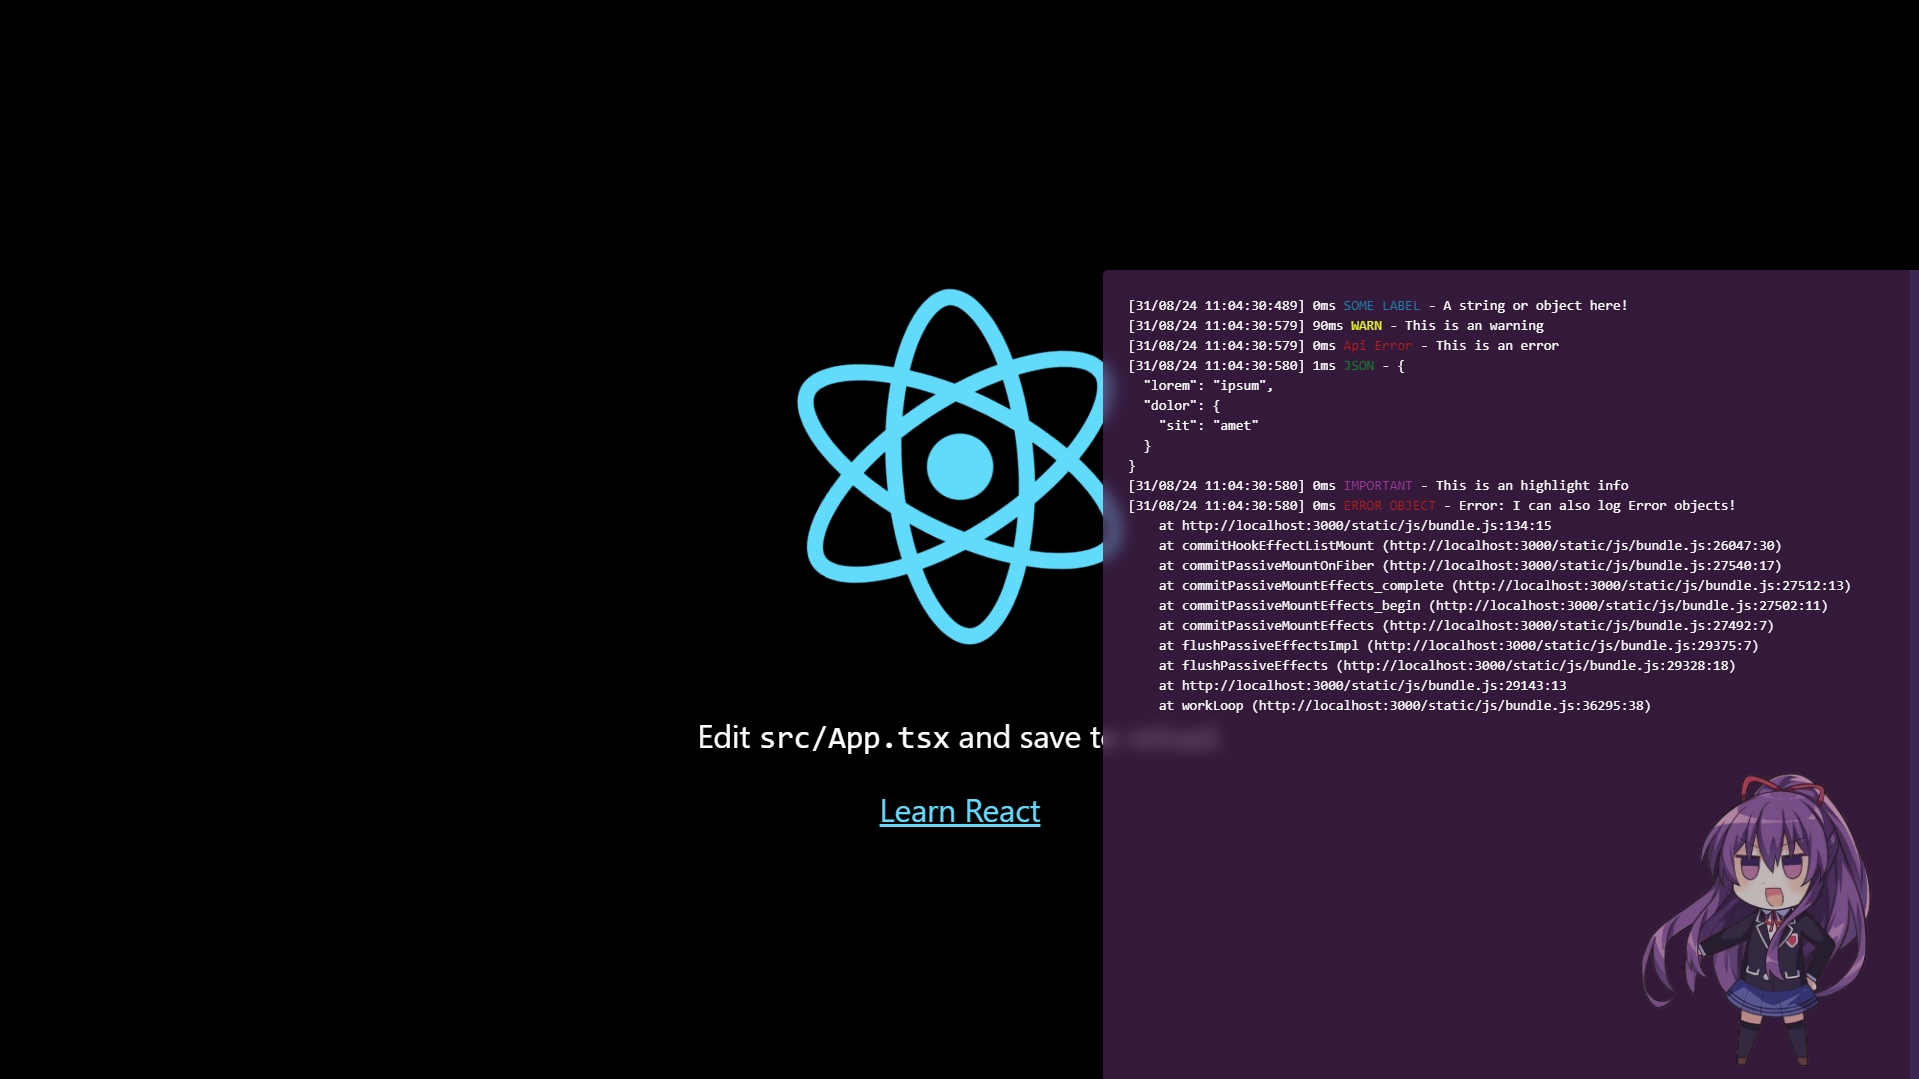 [31/08/24 11:04:30:489] 0ms SOME LABEL - A string or object here!
[31/08/24 11:04:30:579] 90ms WARN - This is an warning
[31/08/24 11:04:30:579] 0ms Api Error - This is an error
[31/08/24 11:04:30:580] 1ms JSON - {
  "lorem": "ipsum",
  "dolor": {
    "sit": "amet"
  }
}
[31/08/24 11:04:30:580] 0ms IMPORTANT - This is an highlight info
[31/08/24 11:04:30:580] 0ms ERROR OBJECT - Error: I can also log Error objects!
    at http://localhost:3000/static/js/bundle.js:134:15
    at commitHookEffectListMount (http://localhost:3000/static/js/bundle.js:26047:30)
    at commitPassiveMountOnFiber (http://localhost:3000/static/js/bundle.js:27540:17)
    at commitPassiveMountEffects_complete (http://localhost:3000/static/js/bundle.js:27512:13)
    at commitPassiveMountEffects_begin (http://localhost:3000/static/js/bundle.js:27502:11)
    at commitPassiveMountEffects (http://localhost:3000/static/js/bundle.js:27492:7)
    at flushPassiveEffectsImpl (http://localhost:3000/static/js/bundle.js:29375:7)
    at flushPassiveEffects (http://localhost:3000/static/js/bundle.js:29328:18)
    at http://localhost:3000/static/js/bundle.js:29143:13
    at workLoop (http://localhost:3000/static/js/bundle.js:36295:38)
Edit src/App.tsx and save to reload.
Learn React